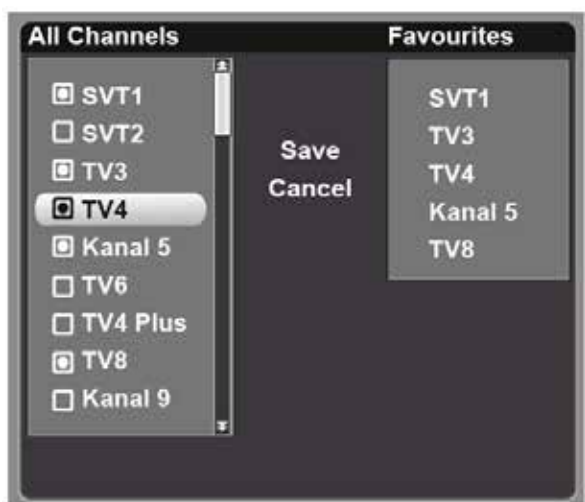 All Channels
Favourites
SVT1
SVT2
TV3
TV4
Kanal 5
TV6
TV4 Plus
TV8
Kanal 9
Save
Cancel
SVT1
TV3
TV4
Kanal 5
TV8